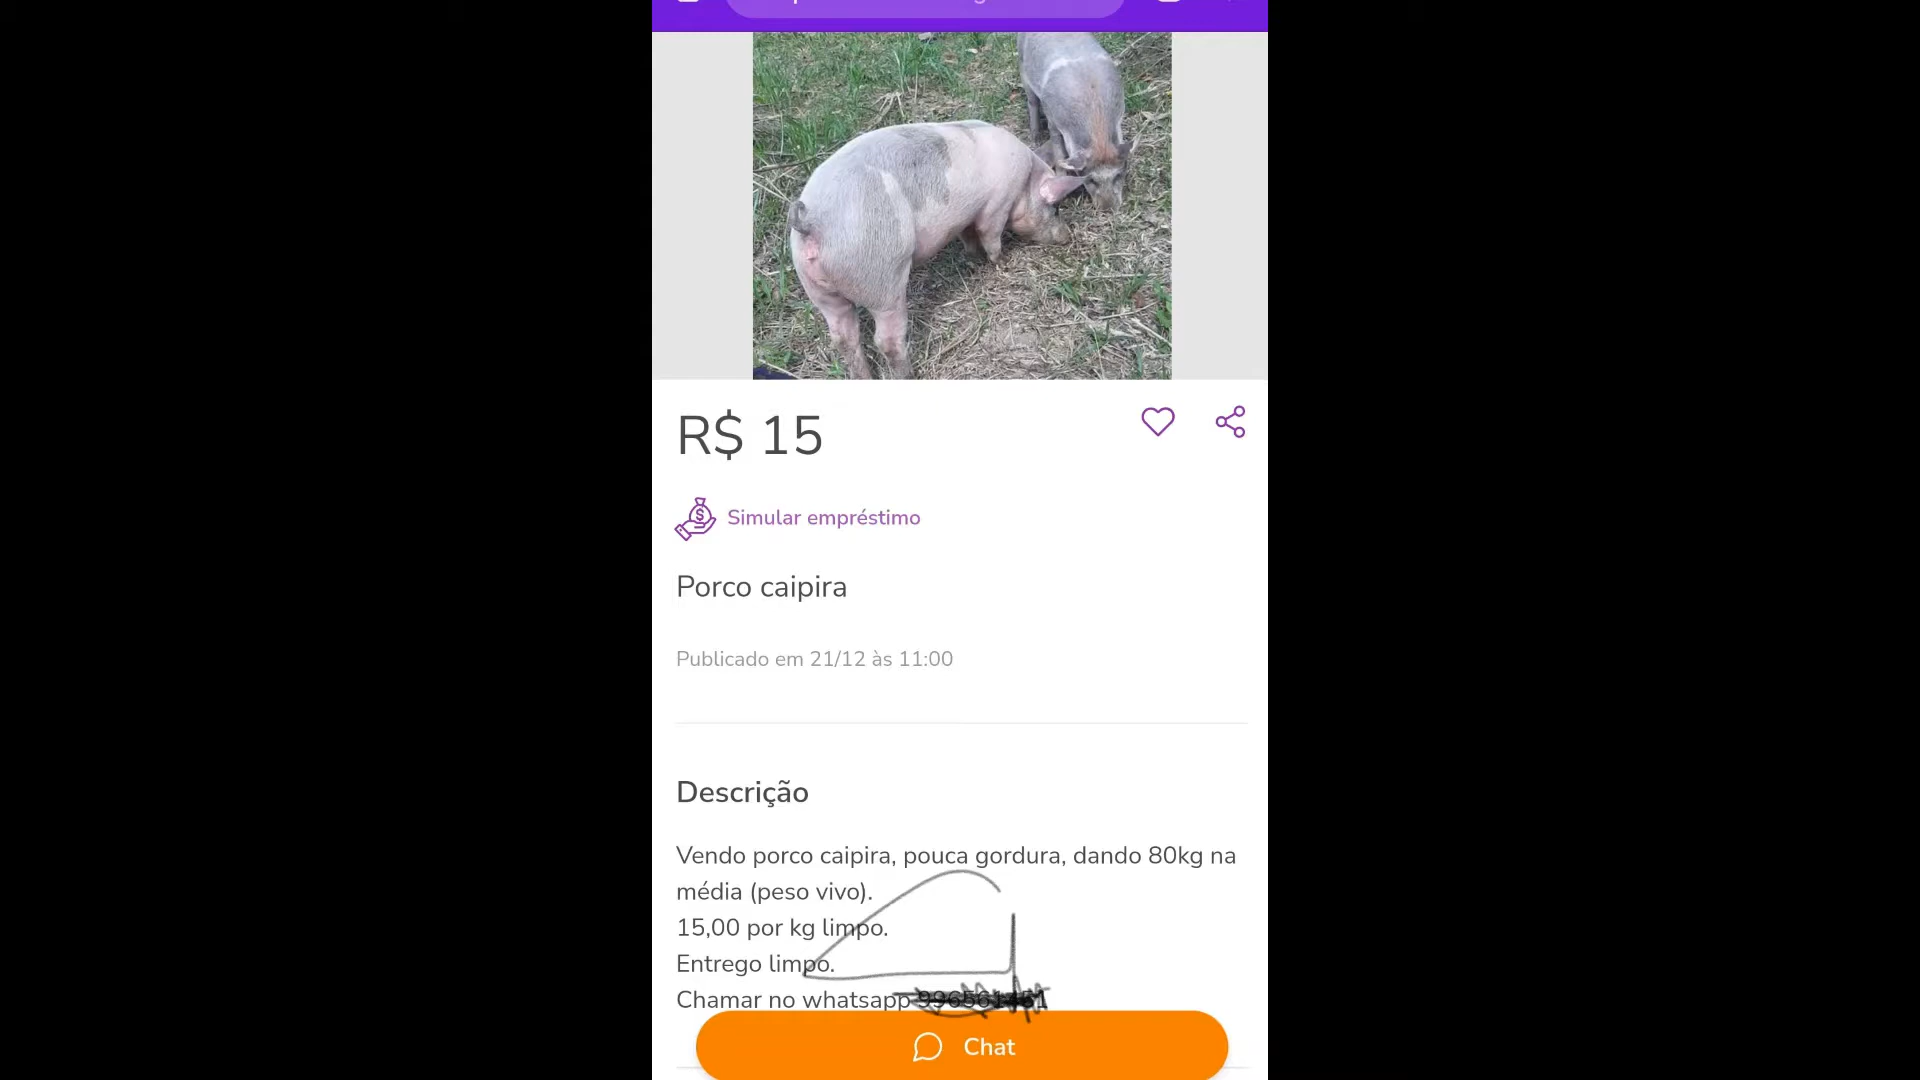 R$ 15
Simular empréstimo
Porco caipira
Publicado em 21/12 às 11:00
Descrição
Vendo porco caipira, pouca gordura, dando 80kg na
média (peso vivo).
15,00 por kg limpo.
Entrego limpo.
Chamar no whatsapp
Chat